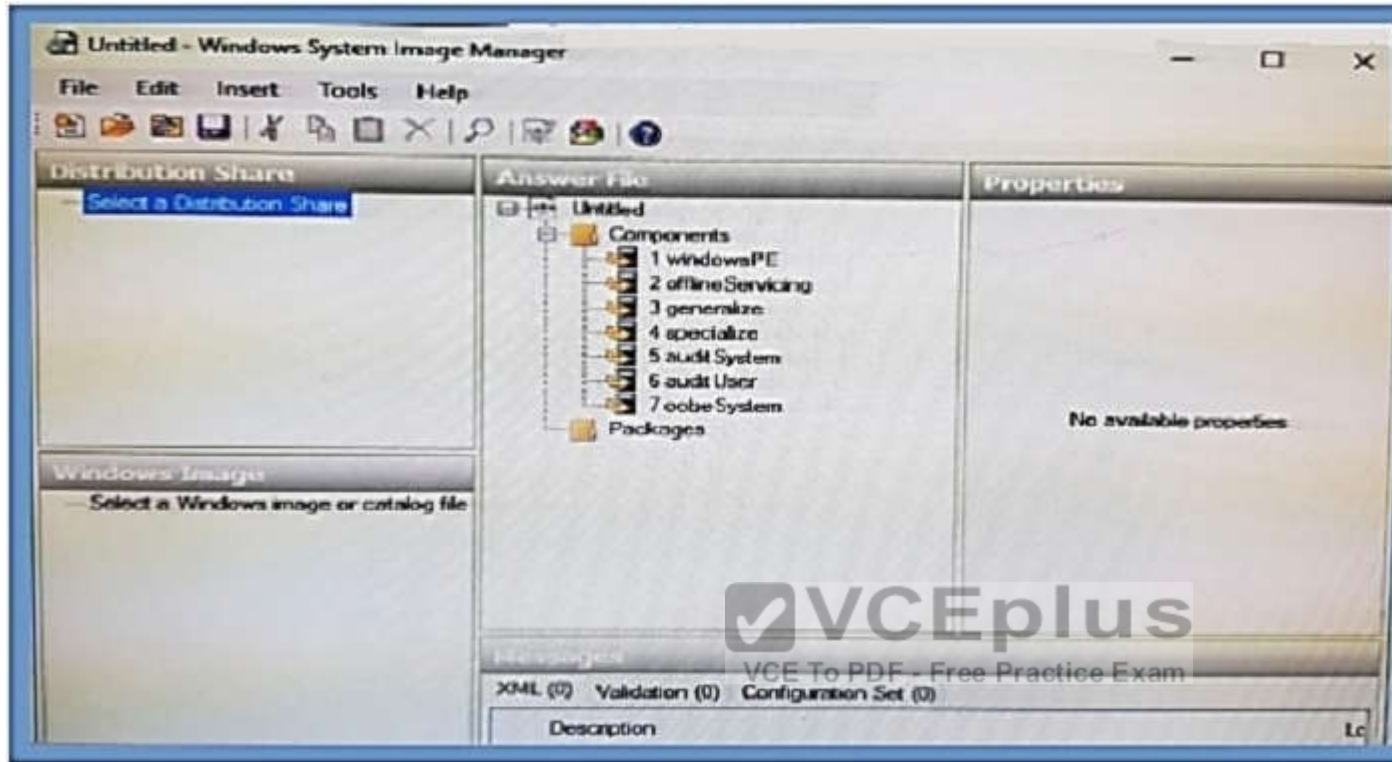 Untitled - Windows System Image Manager
File Edit Insert Tools Help
Distribution Share
Select a Distribution Share
Answer File
Untitled
Components
1 windowsPE
2 offlineServicing
3 generalize
4 specialize
5 auditSystem
6 auditUser
7 oobeSystem
Packages
Properties
No available properties
Windows Image
Select a Windows image or catalog file
VCEplus
VCE To PDF - Free Practice Exam
Messages
XML (0) Validation (0) Configuration Set (0)
Description Lc